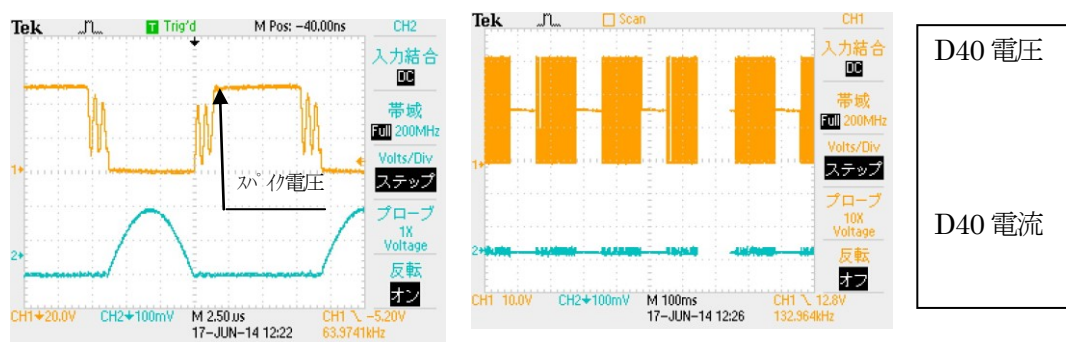 Tek
T Trig'd
M Pos: -40.00ns
CH2
入力結合
DC
帯域
Full 200MHz
1
Volts/Div
ステップ
スパイク電圧
プローブ
1X
Voltage
2
反転
オン
CH1 20.0V
CH2 100mV
M 2.50µs
CH1 -5.20V
17-JUN-14 12:22
63.9741kHz
Tek
Scan
CH1
入力結合
DC
帯域
Full 200MHz
1
Volts/Div
ステップ
プローブ
10X
Voltage
2
反転
オフ
CH1 10.0V
CH2 100mV
M 100ms
CH1 12.8V
17-JUN-14 12:26
132.964kHz
D40 電圧
D40 電流